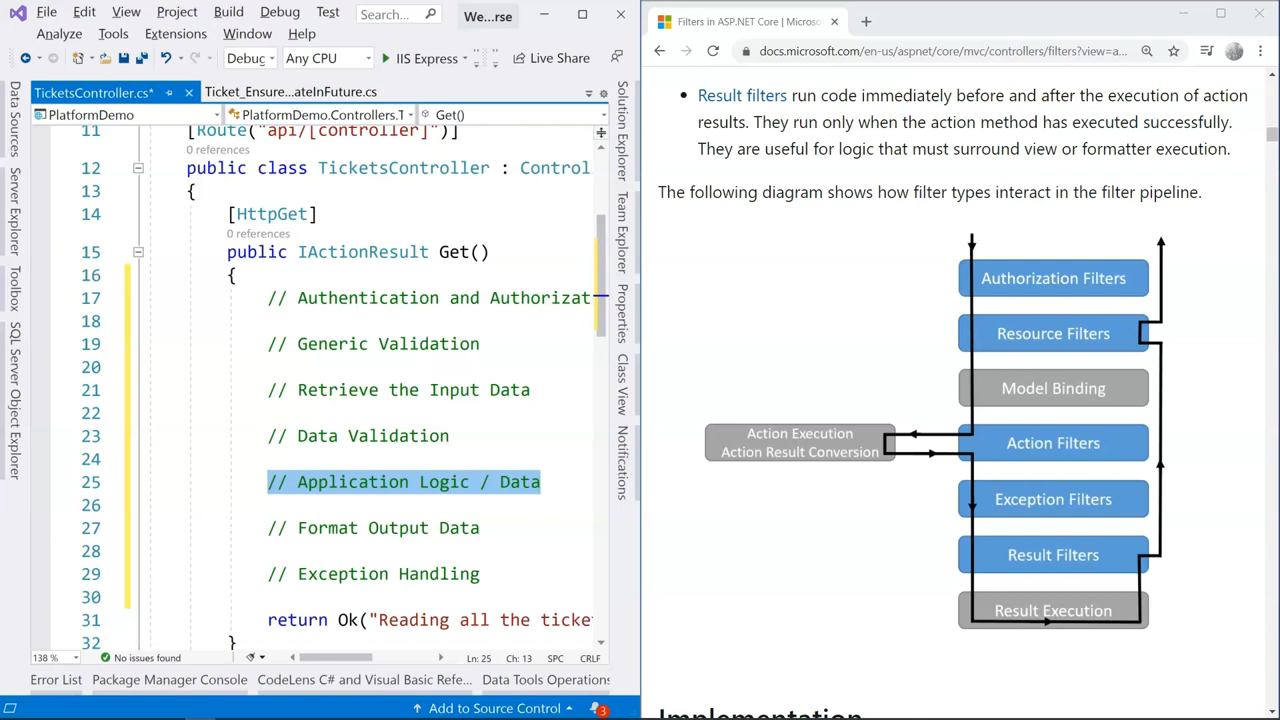 File Edit View Project Build Debug Test Search... We...rse
Analyze Tools Extensions Window Help
Debug Any CPU IIS Express Live Share
TicketsController.cs*
Ticket_Ensure...ateInFuture.cs
PlatformDemo
PlatformDemo.Controllers.T
Get()
11 [Route("api/[controller]")]
0 references
12 public class TicketsController : Control
13 {
14 [HttpGet]
0 references
15 public IActionResult Get()
16 {
17 // Authentication and Authorizat
18
19 // Generic Validation
20
21 // Retrieve the Input Data
22
23 // Data Validation
24
25 // Application Logic / Data
26
27 // Format Output Data
28
29 // Exception Handling
30
31 return Ok("Reading all the ticke
32 }
138 % No issues found Ln: 25 Ch: 13 SPC CRLF
Error List Package Manager Console CodeLens C# and Visual Basic Refe... Data Tools Operations
Add to Source Control 3
Data Sources
Server Explorer
Toolbox
SQL Server Object Explorer
Solution Explorer
Team Explorer
Properties
Class View
Notifications
Filters in ASP.NET Core | Microso
docs.microsoft.com/en-us/aspnet/core/mvc/controllers/filters?view=a...
• Result filters run code immediately before and after the execution of action
results. They run only when the action method has executed successfully.
They are useful for logic that must surround view or formatter execution.
The following diagram shows how filter types interact in the filter pipeline.
Authorization Filters
Resource Filters
Model Binding
Action Execution
Action Result Conversion
Action Filters
Exception Filters
Result Filters
Result Execution
Implementation